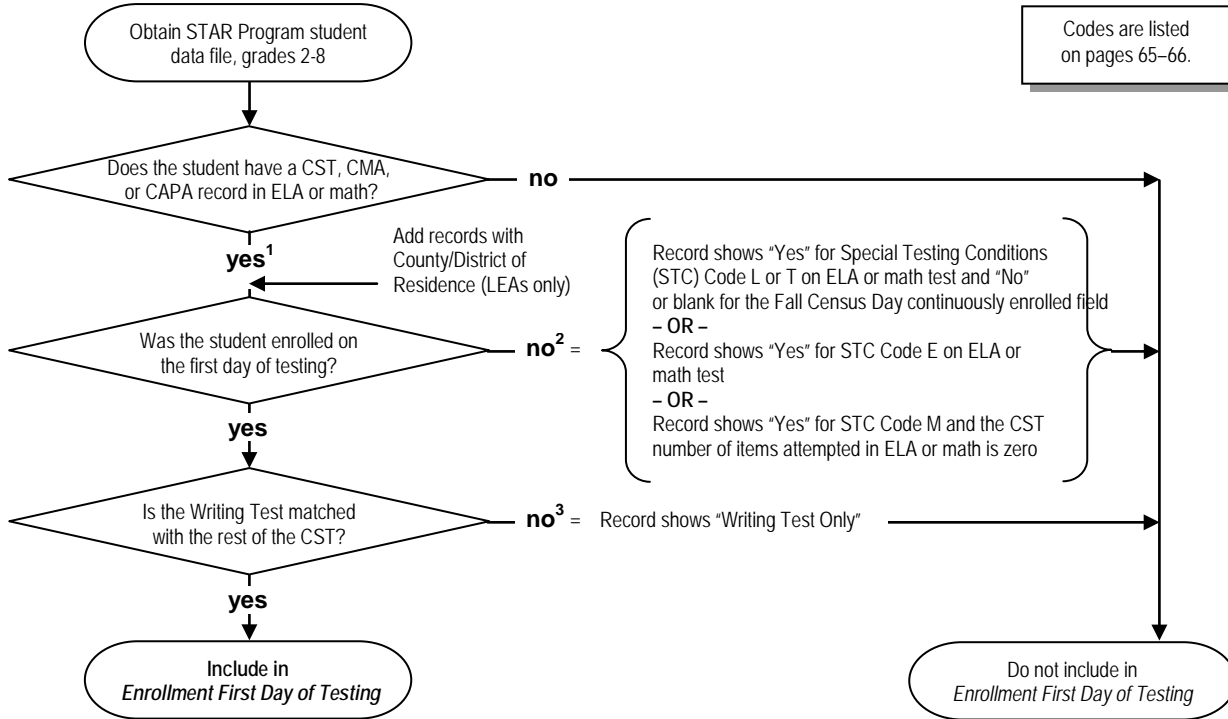 Obtain STAR Program student
data file, grades 2-8
Codes are listed
on pages 65–66.
Does the student have a CST, CMA,
or CAPA record in ELA or math?
no
yes¹
Add records with
County/District of
Residence (LEAs only)
Was the student enrolled on
the first day of testing?
no² =
Record shows “Yes” for Special Testing Conditions
(STC) Code L or T on ELA or math test and “No”
or blank for the Fall Census Day continuously enrolled field
– OR –
Record shows “Yes” for STC Code E on ELA or
math test
– OR –
Record shows “Yes” for STC Code M and the CST
number of items attempted in ELA or math is zero
yes
Is the Writing Test matched
with the rest of the CST?
no³ = Record shows “Writing Test Only”
yes
Include in
Enrollment First Day of Testing
Do not include in
Enrollment First Day of Testing